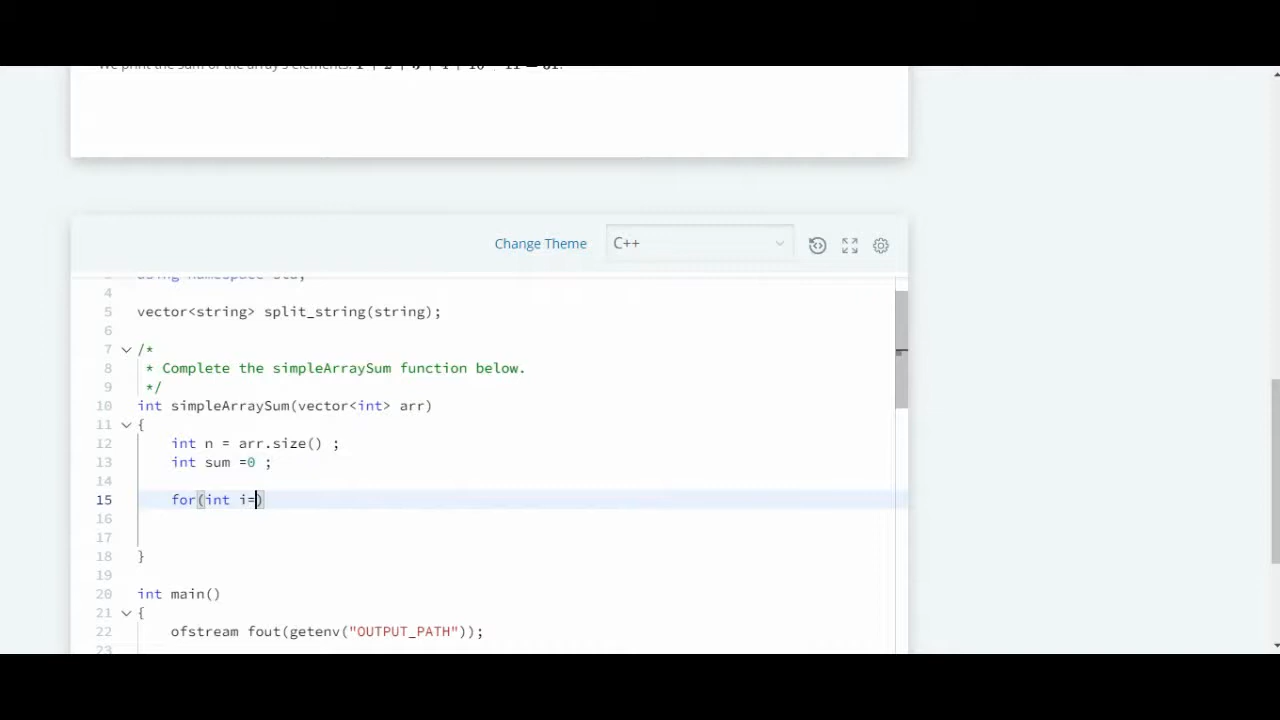 Change Theme
C++
4
5 vector<string> split_string(string);
6
7 /*
8 * Complete the simpleArraySum function below.
9 */
10 int simpleArraySum(vector<int> arr)
11 {
12 int n = arr.size() ;
13 int sum =0 ;
14
15 for(int i=)
16
17
18 }
19
20 int main()
21 {
22 ofstream fout(getenv("OUTPUT_PATH"));
23